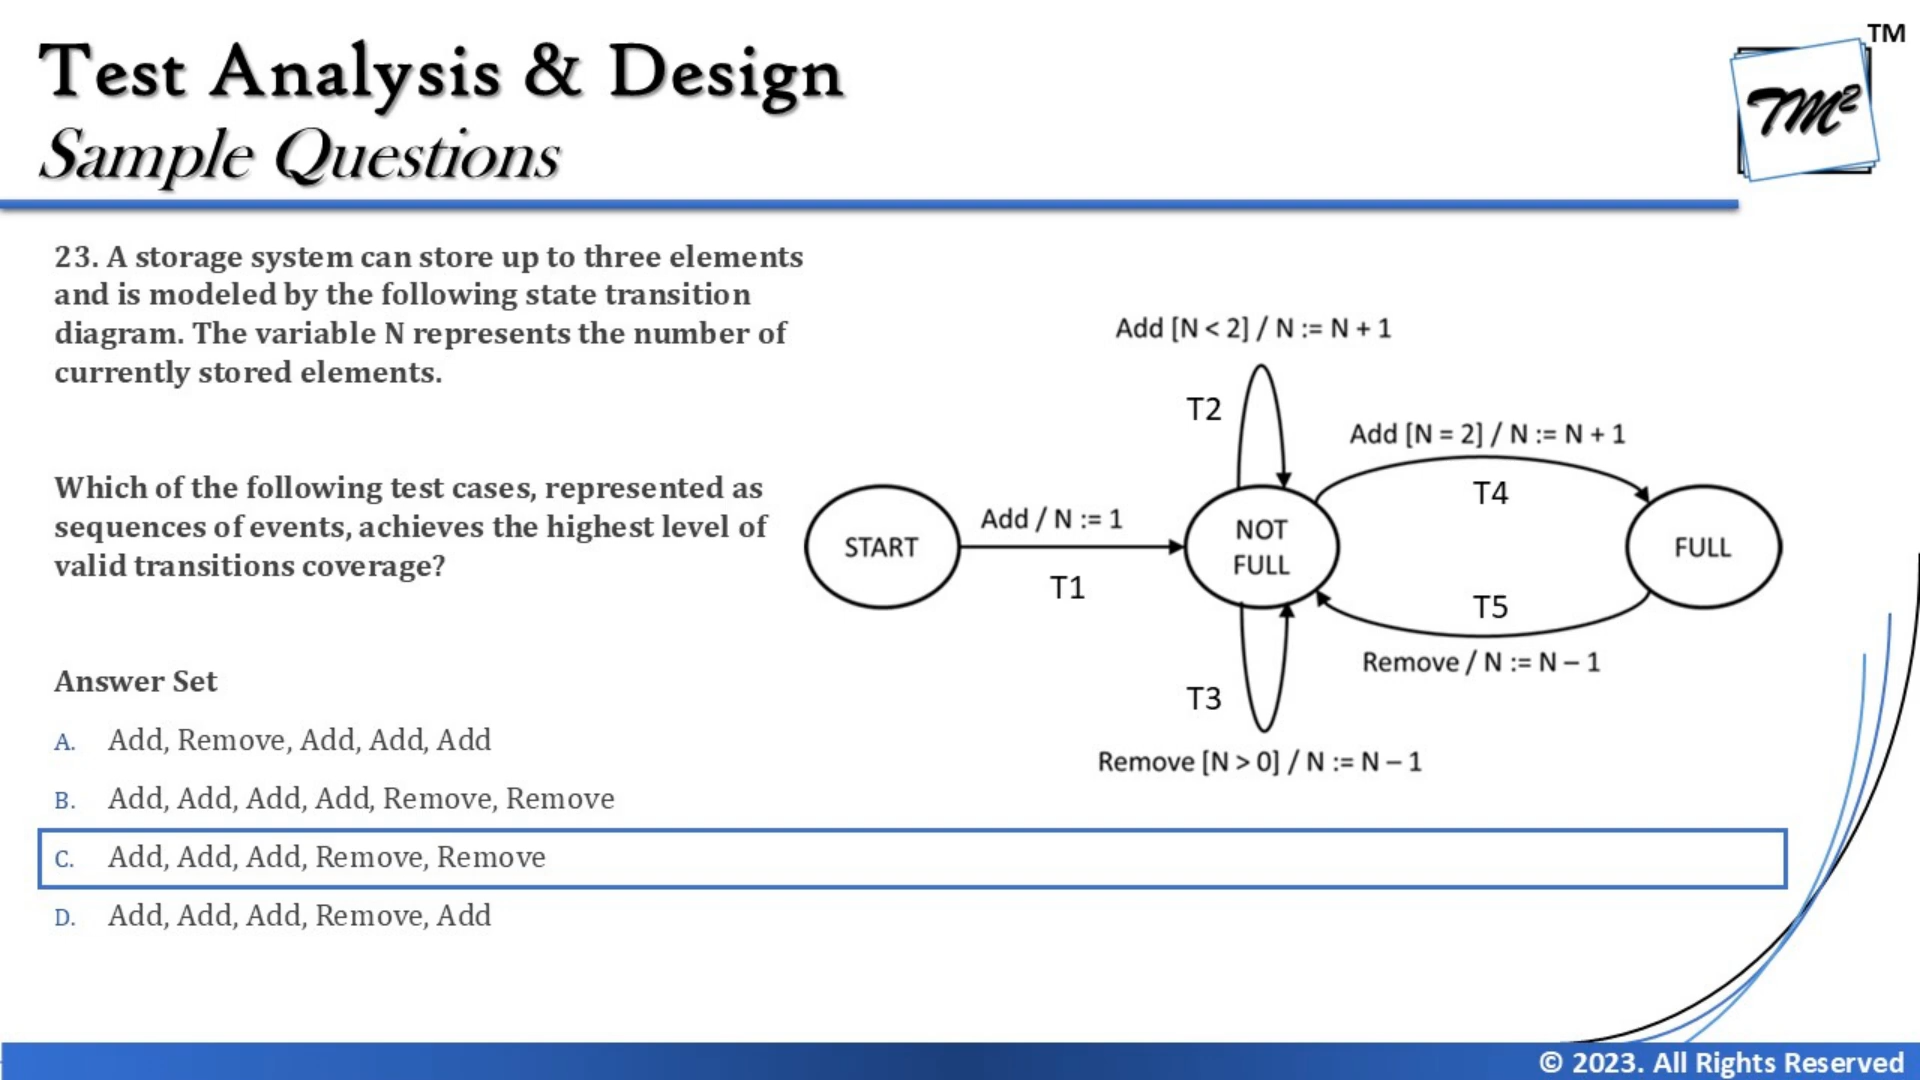 Test Analysis & Design
Sample Questions
TM
TM²
23. A storage system can store up to three elements
and is modeled by the following state transition
diagram. The variable N represents the number of
currently stored elements.
Which of the following test cases, represented as
sequences of events, achieves the highest level of
valid transitions coverage?
Answer Set
A. Add, Remove, Add, Add, Add
B. Add, Add, Add, Add, Remove, Remove
C. Add, Add, Add, Remove, Remove
D. Add, Add, Add, Remove, Add
Add [N < 2] / N := N + 1
T2
Add [N = 2] / N := N + 1
T4
START
Add / N := 1
T1
NOT
FULL
FULL
T5
Remove / N := N – 1
T3
Remove [N > 0] / N := N – 1
© 2023. All Rights Reserved